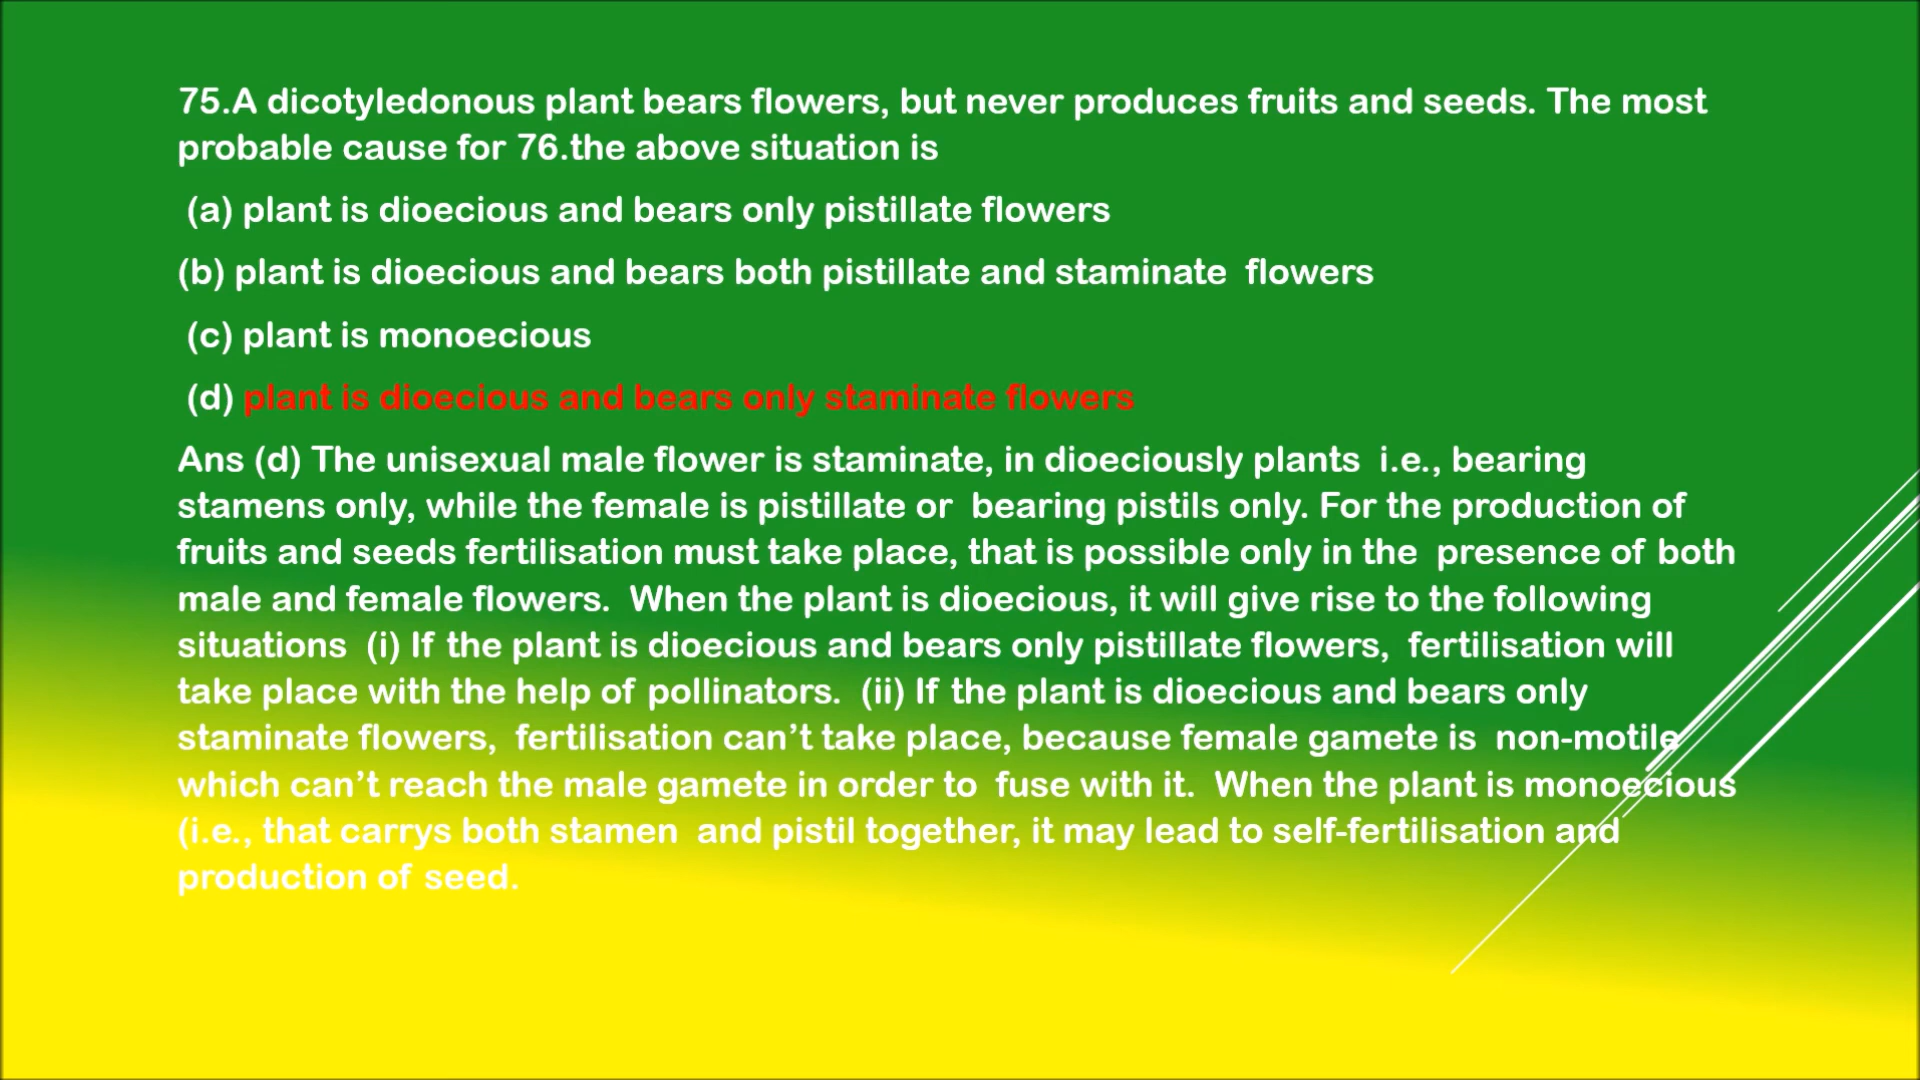 75.A dicotyledonous plant bears flowers, but never produces fruits and seeds. The most
probable cause for 76.the above situation is
(a) plant is dioecious and bears only pistillate flowers
(b) plant is dioecious and bears both pistillate and staminate flowers
(c) plant is monoecious
(d) plant is dioecious and bears only staminate flowers
Ans (d) The unisexual male flower is staminate, in dioeciously plants i.e., bearing
stamens only, while the female is pistillate or bearing pistils only. For the production of
fruits and seeds fertilisation must take place, that is possible only in the presence of both
male and female flowers. When the plant is dioecious, it will give rise to the following
situations (i) If the plant is dioecious and bears only pistillate flowers, fertilisation will
take place with the help of pollinators. (ii) If the plant is dioecious and bears only
staminate flowers, fertilisation can’t take place, because female gamete is non-motile
which can’t reach the male gamete in order to fuse with it. When the plant is monoecious
(i.e., that carrys both stamen and pistil together, it may lead to self-fertilisation and
production of seed.